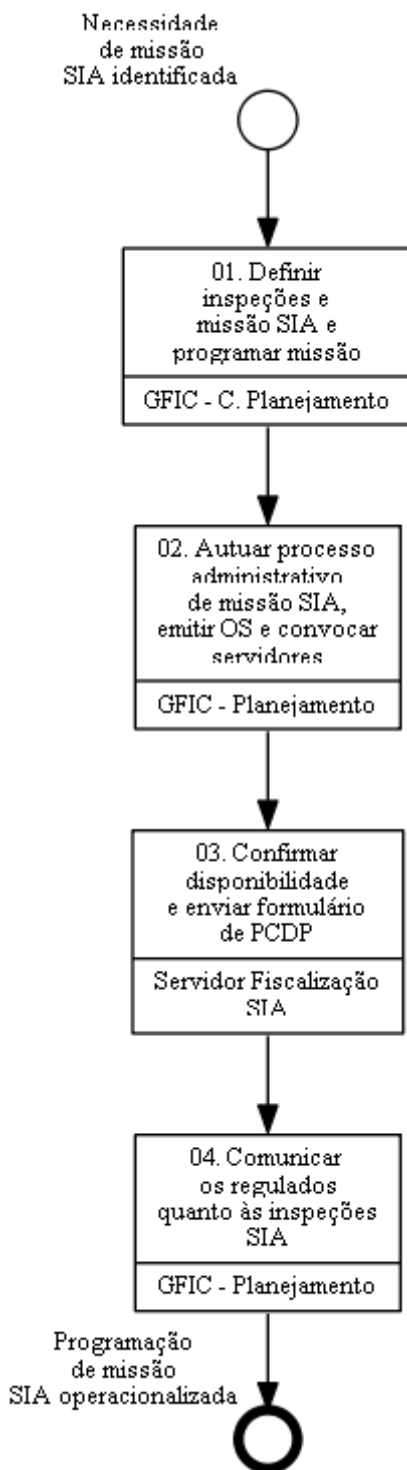 Necessidade
de missão
SIA identificada
01. Definir
inspeções e
missão SIA e
programar missão
GFIC - C. Planejamento
02. Autuar processo
administrativo
de missão SIA,
emitir OS e convocar
servidores
GFIC - Planejamento
03. Confirmar
disponibilidade
e enviar formulário
de PCDP
Servidor Fiscalização
SIA
04. Comunicar
os regulados
quanto às inspeções
SIA
GFIC - Planejamento
Programação
de missão
SIA operacionalizada